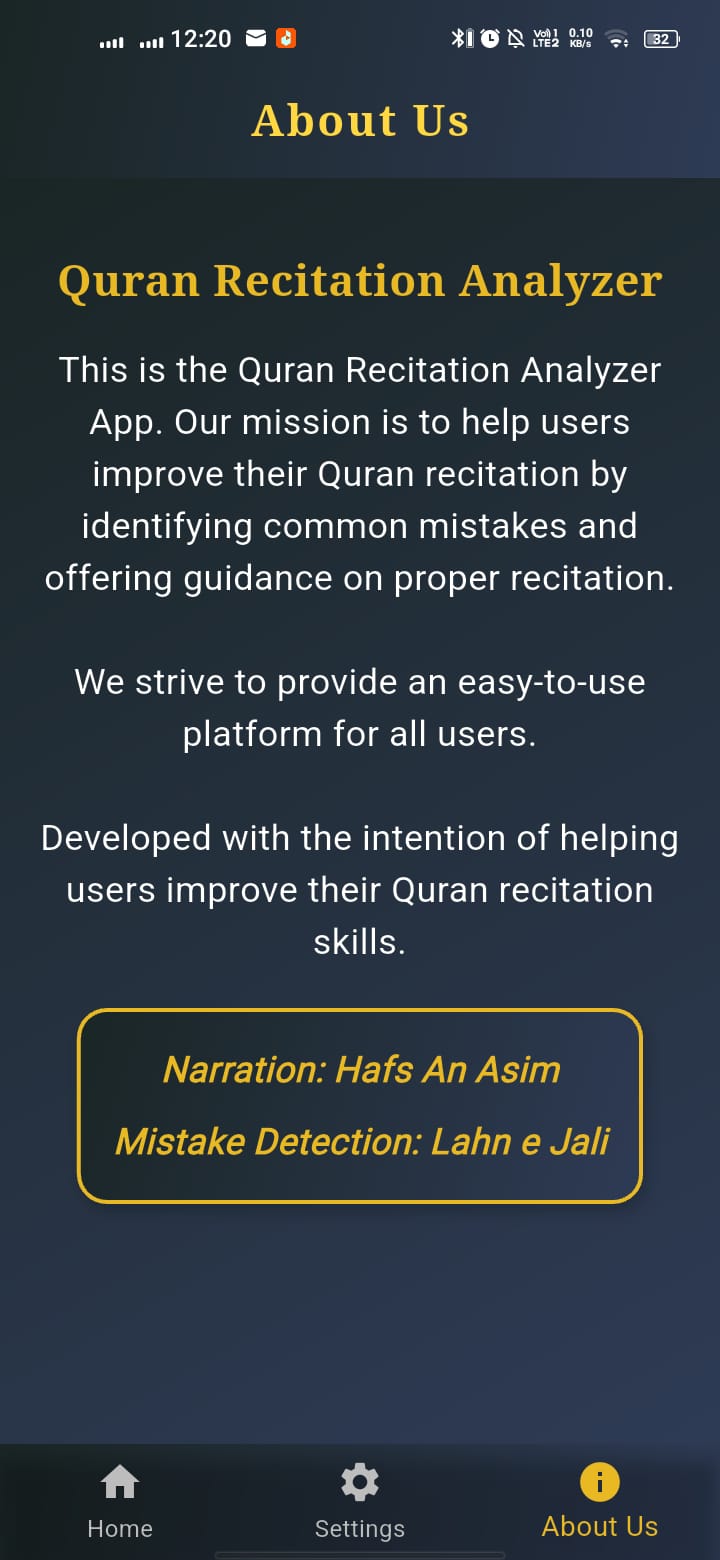 12:20
Vo)) 1
LTE2
0.10
KB/s
32
About Us
Quran Recitation Analyzer
This is the Quran Recitation Analyzer
App. Our mission is to help users
improve their Quran recitation by
identifying common mistakes and
offering guidance on proper recitation.
We strive to provide an easy-to-use
platform for all users.
Developed with the intention of helping
users improve their Quran recitation
skills.
Narration: Hafs An Asim
Mistake Detection: Lahn e Jali
Home
Settings
About Us